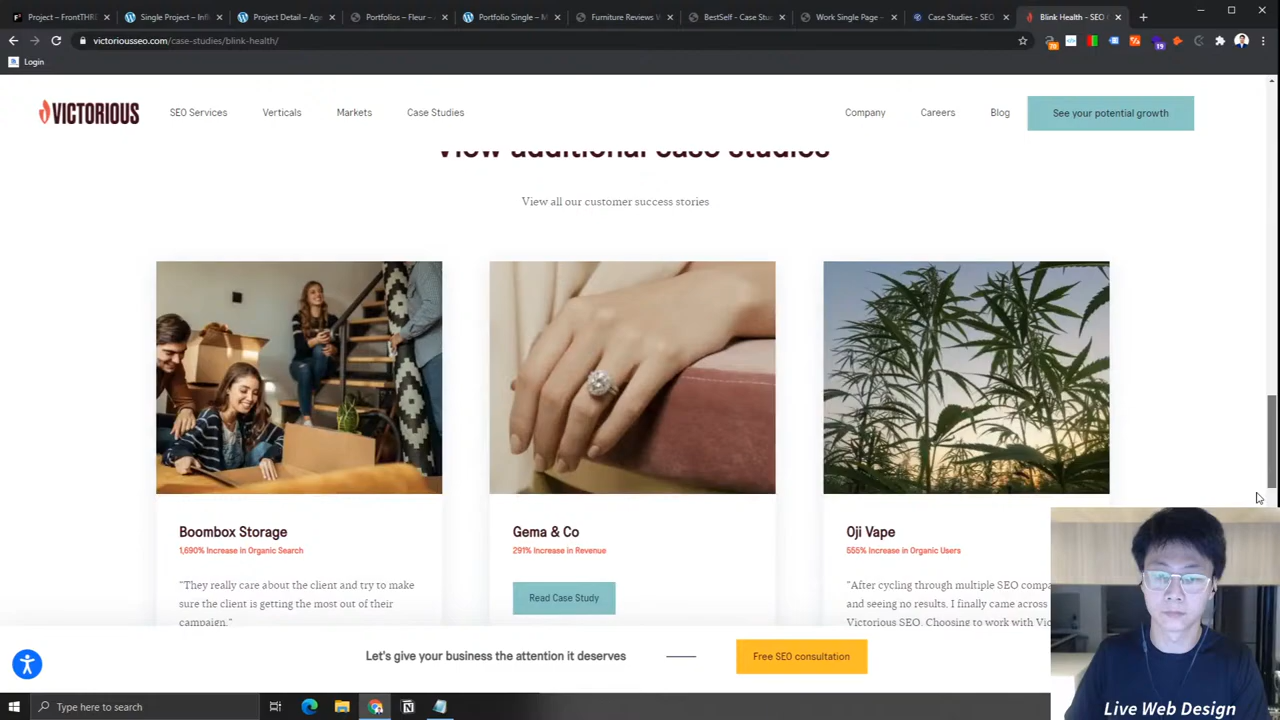 Project – FrontTHR
Single Project – Infi
Project Detail – Age
Portfolios – Fleur –
Portfolio Single – M
Furniture Reviews W
BestSelf - Case Stu
Work Single Page –
Case Studies - SEO
Blink Health - SEO
victoriousseo.com/case-studies/blink-health/
78
19
Login
VICTORIOUS
SEO Services
Verticals
Markets
Case Studies
Company
Careers
Blog
See your potential growth
View additional case studies
View all our customer success stories
Boombox Storage
1,690% Increase in Organic Search
"They really care about the client and try to make
sure the client is getting the most out of their
campaign."
Gema & Co
291% Increase in Revenue
Read Case Study
Oji Vape
555% Increase in Organic Users
"After cycling through multiple SEO compa
and seeing no results, I finally came across
Victorious SEO. Choosing to work with Vic
Let's give your business the attention it deserves
Free SEO consultation
Type here to search
Live Web Design